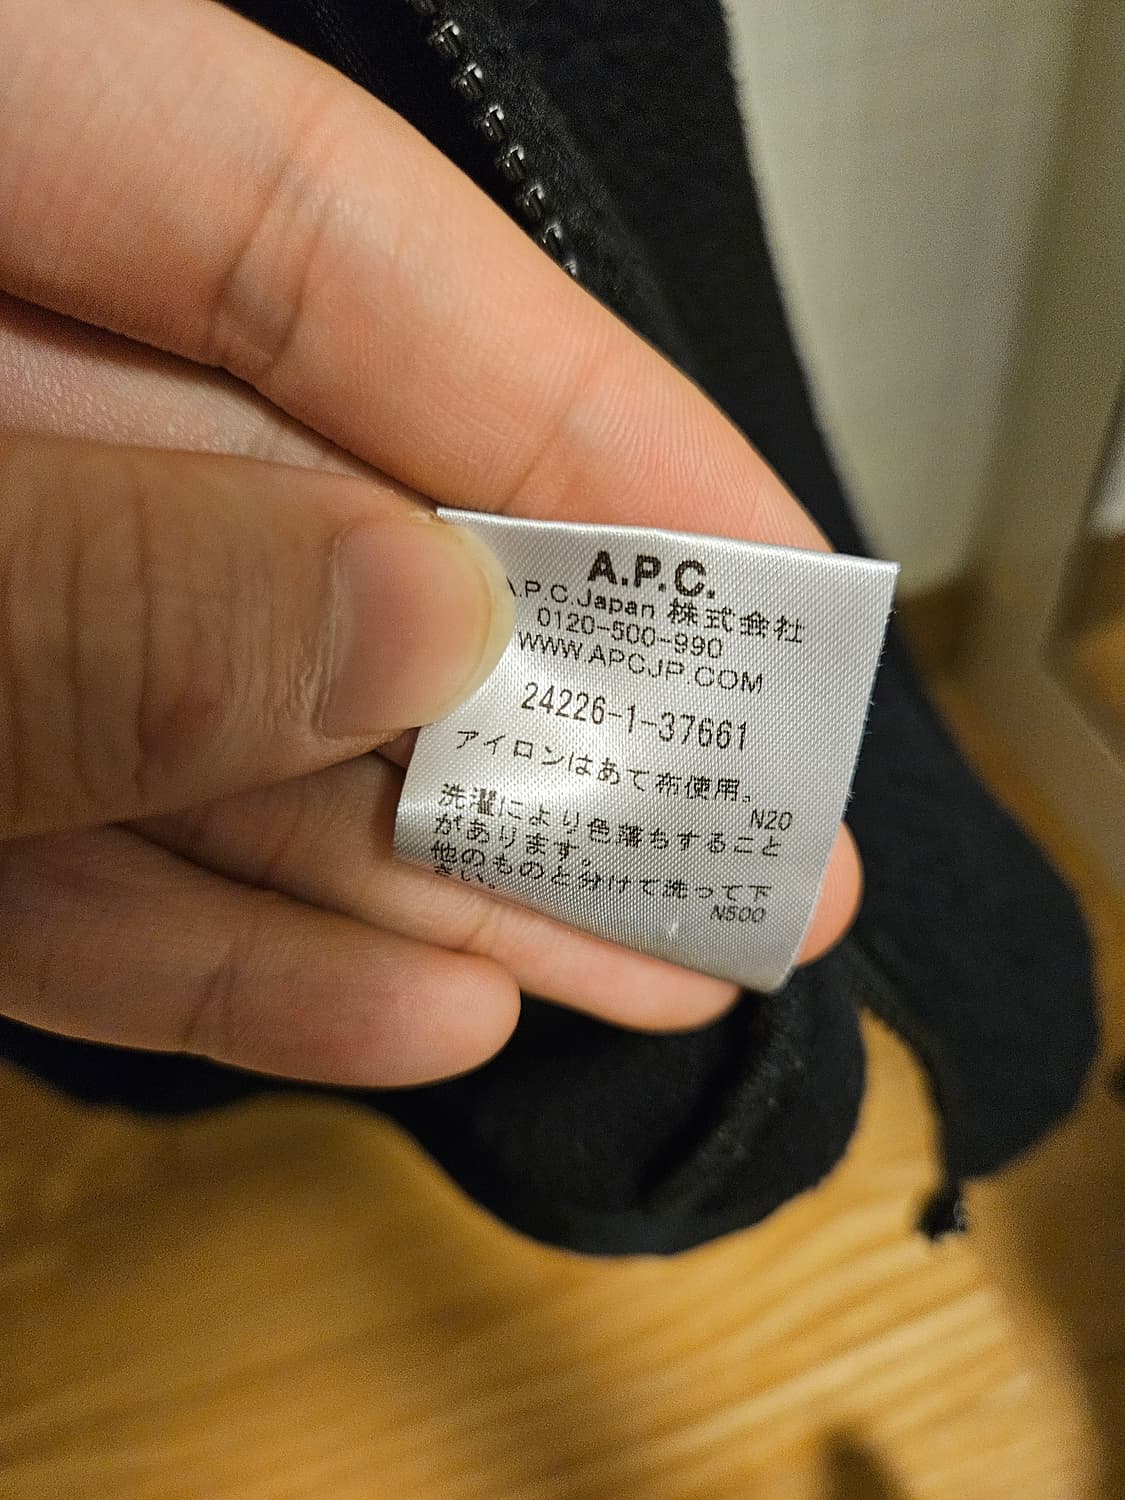 A.P.C.
A.P.C.Japan 株式会社
0120-500-990
WWW.APCJP.COM
24226-1-37661
アイロンはあて布使用。
N20
洗濯により色落ちすること
があります。
他のものと分けて洗って下
さい。
N500